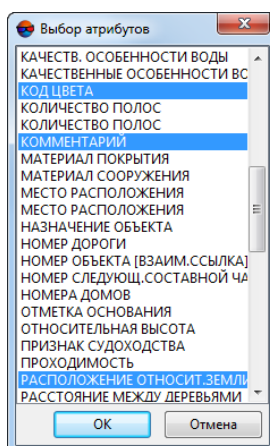 Выбор атрибутов
КАЧЕСТВ. ОСОБЕННОСТИ ВОДЫ
КАЧЕСТВЕННЫЕ ОСОБЕННОСТИ ВО
КОД ЦВЕТА
КОЛИЧЕСТВО ПОЛОС
КОЛИЧЕСТВО ПОЛОС
КОММЕНТАРИЙ
МАТЕРИАЛ ПОКРЫТИЯ
МАТЕРИАЛ СООРУЖЕНИЯ
МЕСТО РАСПОЛОЖЕНИЯ
МЕСТО РАСПОЛОЖЕНИЯ
НАЗНАЧЕНИЕ ОБЪЕКТА
НОМЕР ДОРОГИ
НОМЕР ОБЪЕКТА [ВЗАИМ.ССЫЛКА]
НОМЕР СЛЕДУЮЩ.СОСТАВНОЙ ЧА
НОМЕРА ДОМОВ
ОТМЕТКА ОСНОВАНИЯ
ОТНОСИТЕЛЬНАЯ ВЫСОТА
ПРИЗНАК СУДОХОДСТВА
ПРОХОДИМОСТЬ
РАСПОЛОЖЕНИЕ ОТНОСИТ.ЗЕМЛИ
РАССТОЯНИЕ МЕЖДУ ДЕРЕВЬЯМИ
ОК
Отмена